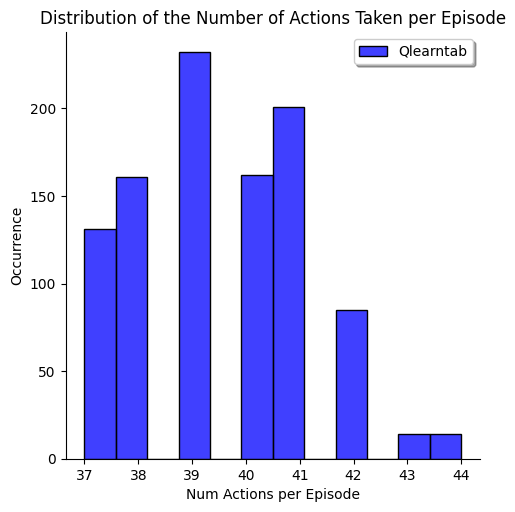 Distribution of the Number of Actions Taken per Episode
Qlearntab
200
150
100
50
0
Occurrence
37 38 39 40 41 42 43 44
Num Actions per Episode